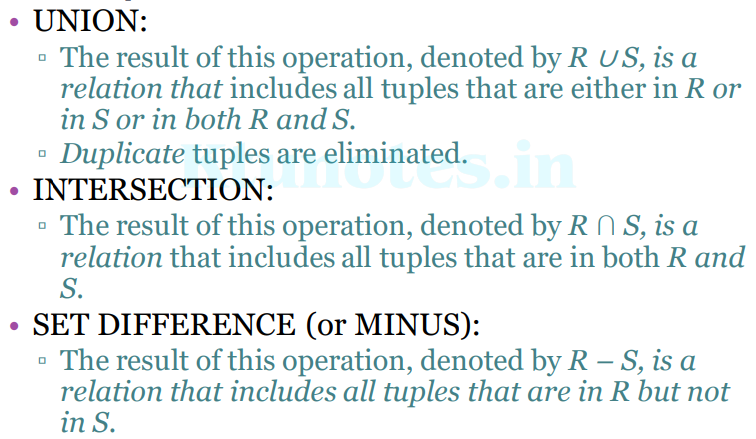 • UNION:
▫ The result of this operation, denoted by R ∪ S, is a
relation that includes all tuples that are either in R or
in S or in both R and S.
▫ Duplicate tuples are eliminated.
Ktunotes.in
• INTERSECTION:
▫ The result of this operation, denoted by R ∩ S, is a
relation that includes all tuples that are in both R and
S.
• SET DIFFERENCE (or MINUS):
▫ The result of this operation, denoted by R – S, is a
relation that includes all tuples that are in R but not
in S.